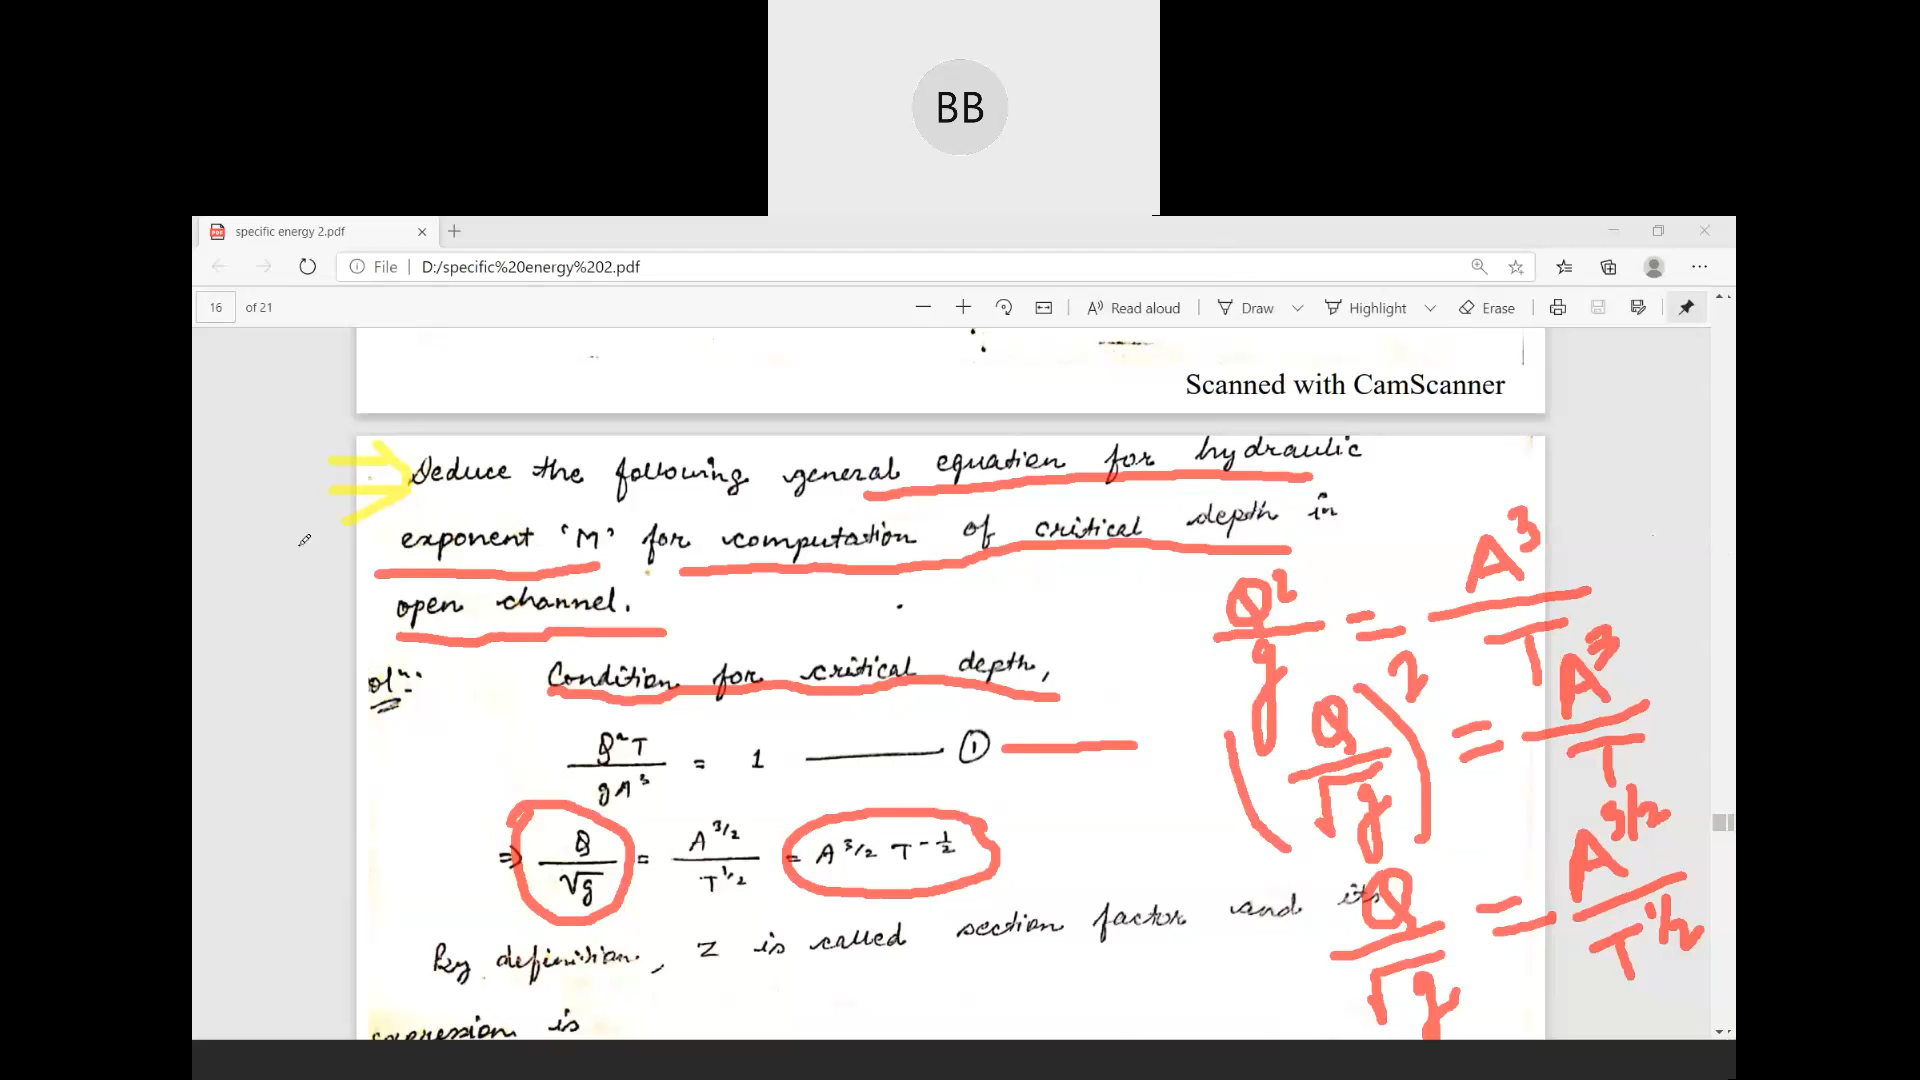 BB
specific energy 2.pdf
File D:/specific%20energy%202.pdf
16 of 21 Read aloud Draw Highlight Erase
Scanned with CamScanner
Deduce the following general equation for hydraulic
exponent 'M' for computation of critical depth in
open channel.
Q²/g = A³/T
Soln:- Condition for critical depth,
(Q/√g)² = A³/T
Q²T/gA³ = 1 ——— ①
⇒ Q/√g = A^3/2 / T^1/2 = A^3/2 T^-1/2
Q/√g = A^3/2 / T^1/2
By definition, Z is called section factor and its
expression is